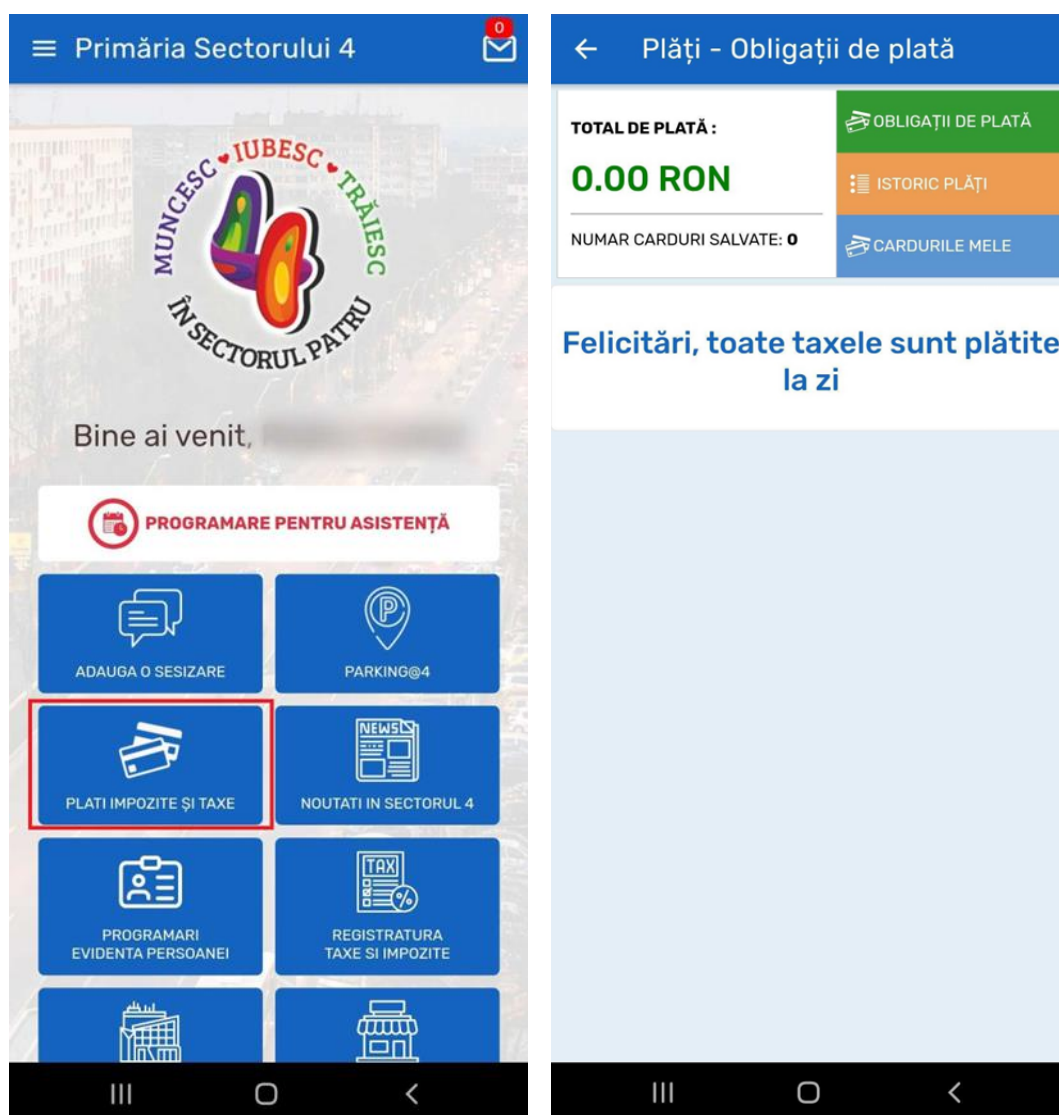 Primăria Sectorului 4
0
MUNCESC IUBESC TRĂIESC
ÎN SECTORUL PATRU
Bine ai venit,
PROGRAMARE PENTRU ASISTENȚĂ
ADAUGA O SESIZARE
PARKING@4
PLATI IMPOZITE ȘI TAXE
NEWS
NOUTATI IN SECTORUL 4
PROGRAMARI
EVIDENTA PERSOANEI
TAX
REGISTRATURA
TAXE SI IMPOZITE
Plăți - Obligații de plată
TOTAL DE PLATĂ :
0.00 RON
NUMAR CARDURI SALVATE: 0
OBLIGAȚII DE PLATĂ
ISTORIC PLĂȚI
CARDURILE MELE
Felicitări, toate taxele sunt plătite
la zi